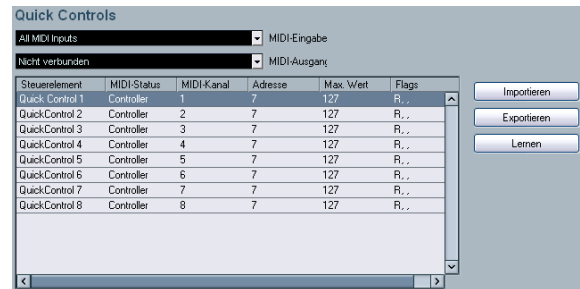 Quick Controls
All MIDI Inputs MIDI-Eingabe
Nicht verbunden MIDI-Ausgang
Steuerelement MIDI-Status MIDI-Kanal Adresse Max. Wert Flags
Quick Control 1 Controller 1 7 127 R, ,
QuickControl 2 Controller 2 7 127 R, ,
QuickControl 3 Controller 3 7 127 R, ,
QuickControl 4 Controller 4 7 127 R, ,
QuickControl 5 Controller 5 7 127 R, ,
QuickControl 6 Controller 6 7 127 R, ,
QuickControl 7 Controller 7 7 127 R, ,
QuickControl 8 Controller 8 7 127 R, ,
Importieren
Exportieren
Lernen